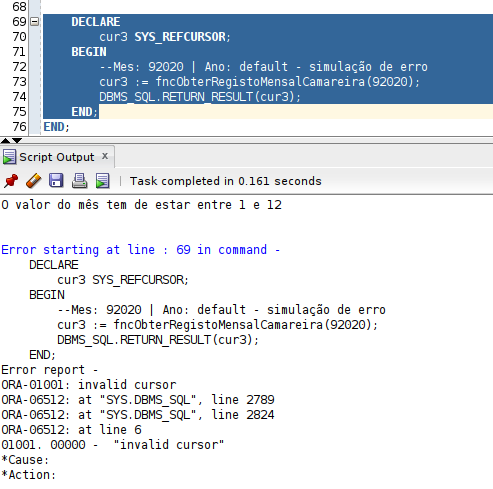 68
69 DECLARE
70 cur3 SYS_REFCURSOR;
71 BEGIN
72 --Mes: 92020 | Ano: default - simulação de erro
73 cur3 := fncObterRegistoMensalCamareira(92020);
74 DBMS_SQL.RETURN_RESULT(cur3);
75 END;
76 END;
Script Output x
Task completed in 0.161 seconds
O valor do mês tem de estar entre 1 e 12
Error starting at line : 69 in command -
DECLARE
cur3 SYS_REFCURSOR;
BEGIN
--Mes: 92020 | Ano: default - simulação de erro
cur3 := fncObterRegistoMensalCamareira(92020);
DBMS_SQL.RETURN_RESULT(cur3);
END;
Error report -
ORA-01001: invalid cursor
ORA-06512: at "SYS.DBMS_SQL", line 2789
ORA-06512: at "SYS.DBMS_SQL", line 2824
ORA-06512: at line 6
01001. 00000 - "invalid cursor"
*Cause:
*Action: